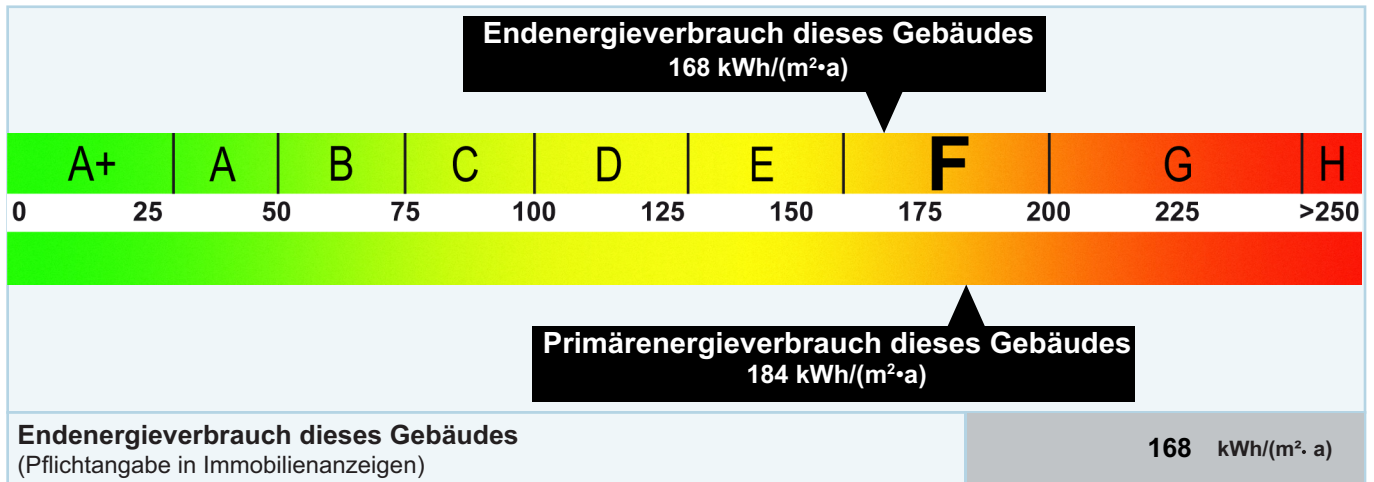 Endenergieverbrauch dieses Gebäudes
168 kWh/(m²•a)
A+ A B C D E F G H
0 25 50 75 100 125 150 175 200 225 >250
Primärenergieverbrauch dieses Gebäudes
184 kWh/(m²•a)
Endenergieverbrauch dieses Gebäudes
(Pflichtangabe in Immobilienanzeigen)
168 kWh/(m²· a)